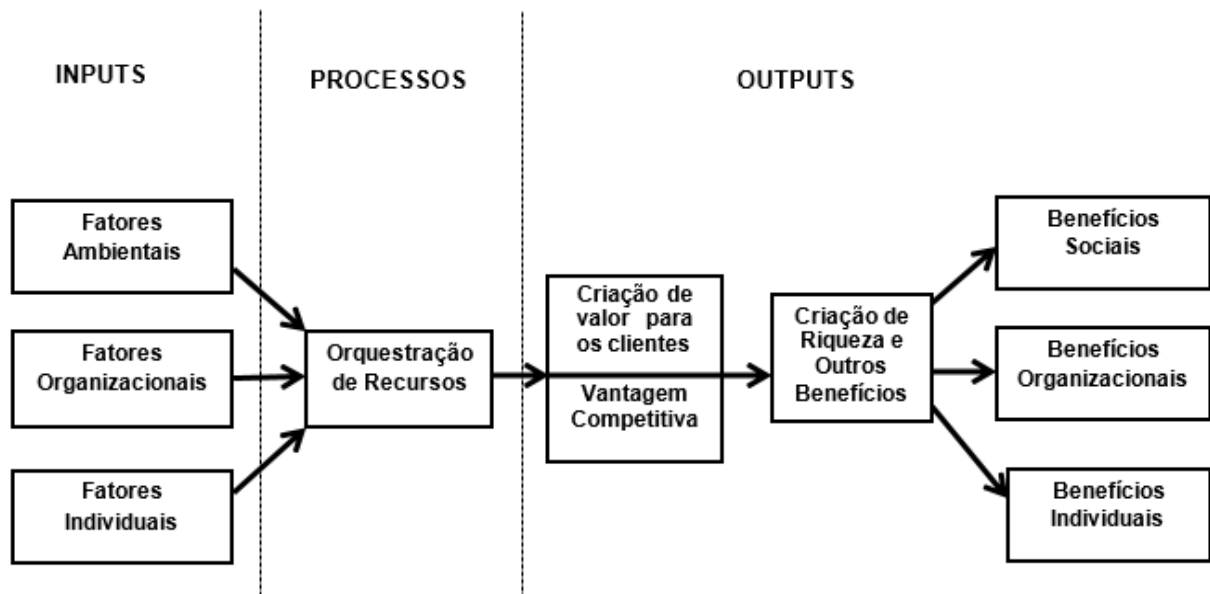 INPUTS
PROCESSOS
OUTPUTS
Fatores
Ambientais
Fatores
Organizacionais
Fatores
Individuais
Orquestração
de Recursos
Criação de
valor para
os clientes
Vantagem
Competitiva
Criação de
Riqueza e
Outros
Benefícios
Benefícios
Sociais
Benefícios
Organizacionais
Benefícios
Individuais